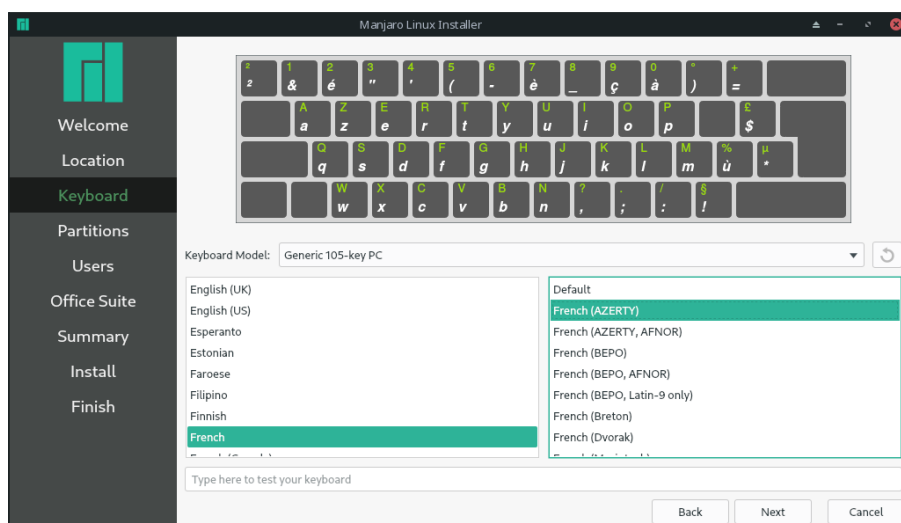 Manjaro Linux Installer
Welcome
Location
Keyboard
Partitions
Users
Office Suite
Summary
Install
Finish
² 1 2 3 4 5 6 7 8 9 0 ° +
² & é " ' ( - è _ ç à ) =
A Z E R T Y U I O P £
a z e r t y u i o p $
Q S D F G H J K L M % µ
q s d f g h j k l m ù *
W X C V B N ? . / §
w x c v b n , ; : !
Keyboard Model: Generic 105-key PC
English (UK)
English (US)
Esperanto
Estonian
Faroese
Filipino
Finnish
French
Default
French (AZERTY)
French (AZERTY, AFNOR)
French (BEPO)
French (BEPO, AFNOR)
French (BEPO, Latin-9 only)
French (Breton)
French (Dvorak)
Type here to test your keyboard
Back Next Cancel